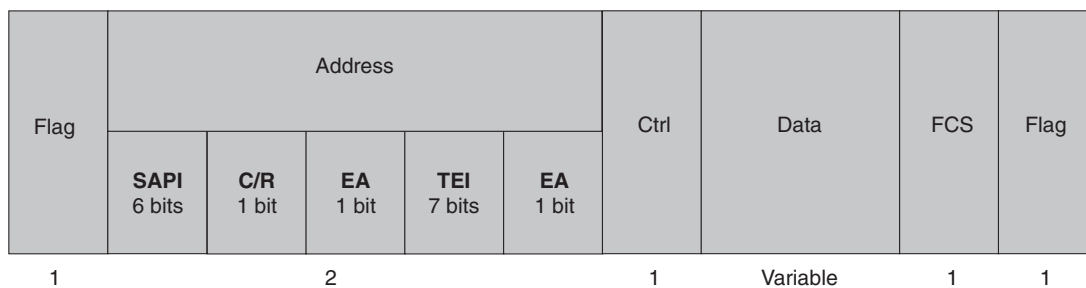 Address
Flag
Ctrl
Data
FCS
Flag
SAPI
6 bits
C/R
1 bit
EA
1 bit
TEI
7 bits
EA
1 bit
1
2
1
Variable
1
1